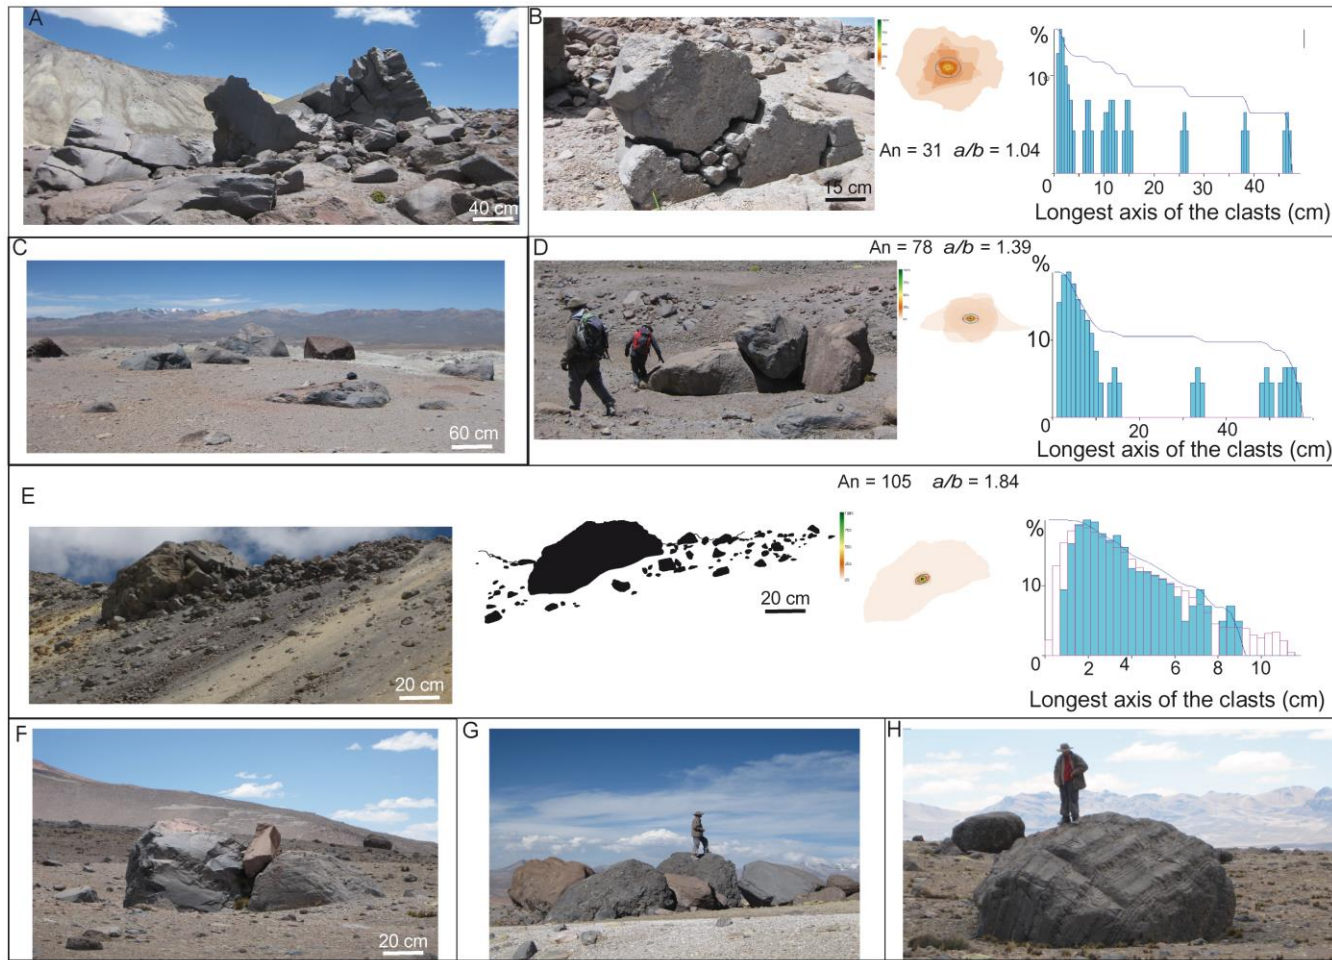 A
40 cm
B
15 cm
An = 31 a/b = 1.04
%
10
0 10 20 30 40
Longest axis of the clasts (cm)
C
60 cm
D
An = 78 a/b = 1.39
%
10
0 20 40
Longest axis of the clasts (cm)
E
20 cm
20 cm
An = 105 a/b = 1.84
%
10
0 2 4 6 8 10
Longest axis of the clasts (cm)
F
20 cm
G
H